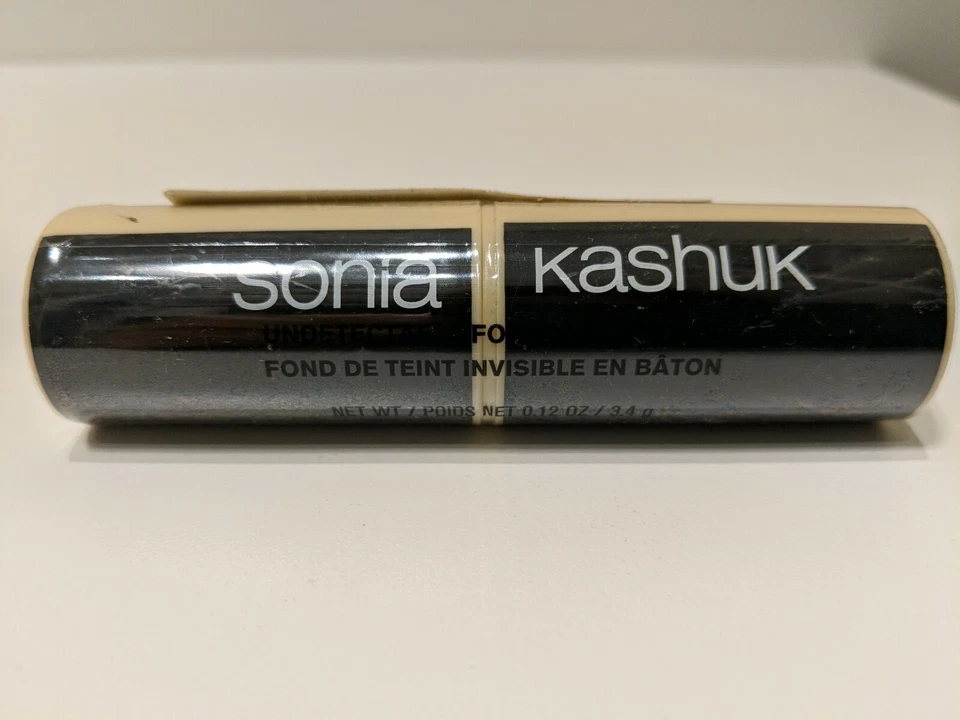 sonia kashuk
FOND DE TEINT INVISIBLE EN BÂTON
NET WT / POIDS NET 0.12 OZ / 3.4 g